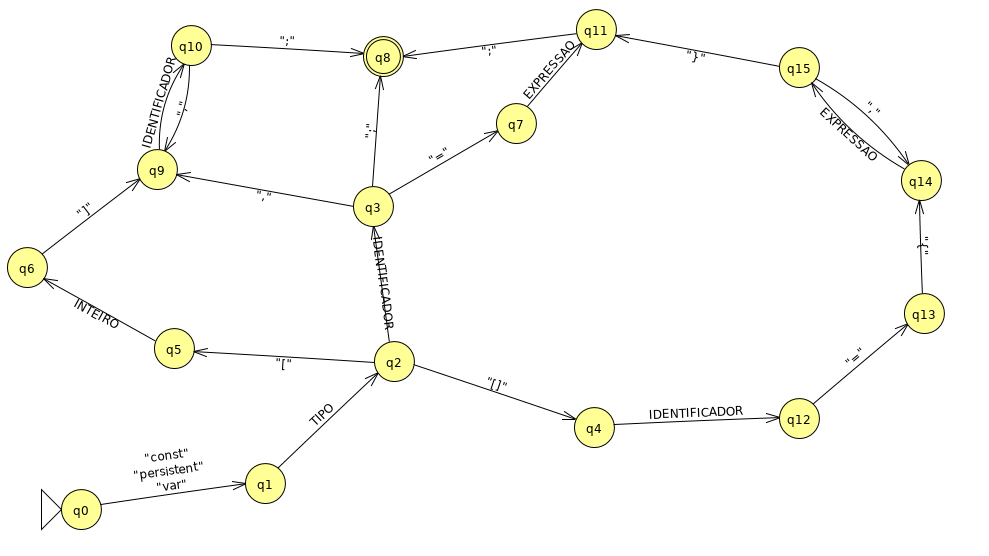 q10
";"
q8
";"
q11
"}"
q15
IDENTIFICADOR
","
";"
EXPRESSAO
","
EXPRESSAO
q7
"="
q9
","
q3
q14
"]"
q6
IDENTIFICADOR
"{"
INTEIRO
q5
"["
q2
"[]"
q13
"="
TIPO
q4
IDENTIFICADOR
q12
"const"
"persistent"
"var"
q0
q1